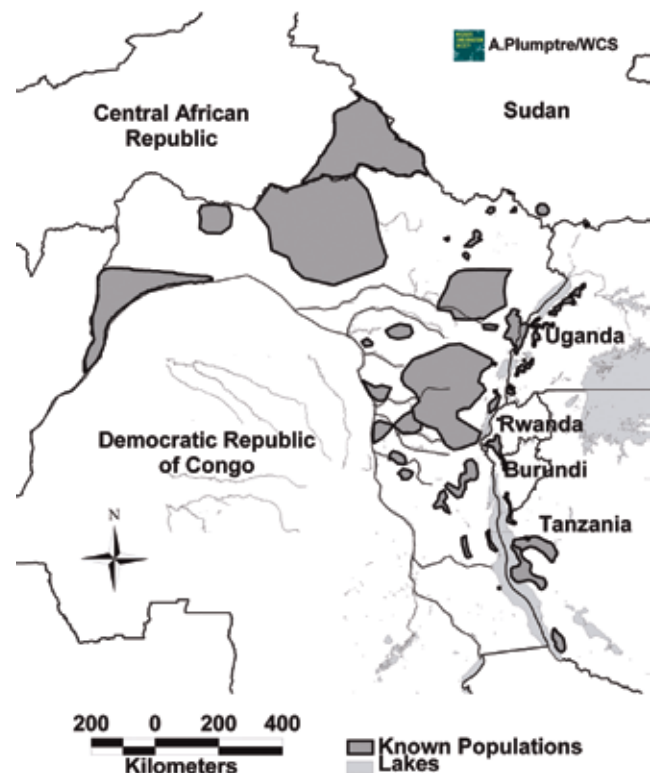 A.Plumptre/WCS
Central African
Republic
Sudan
Uganda
Rwanda
Democratic Republic
of Congo
Burundi
Tanzania
N
200 0 200 400
Kilometers
Known Populations
Lakes